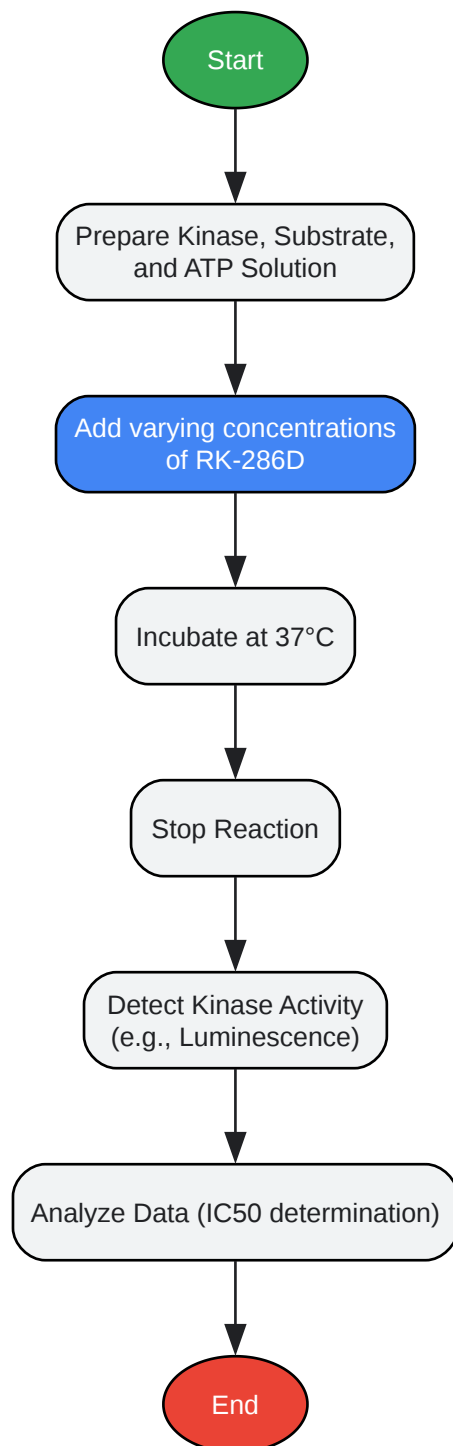 Start
Prepare Kinase, Substrate,
and ATP Solution
Add varying concentrations
of RK-286D
Incubate at 37°C
Stop Reaction
Detect Kinase Activity
(e.g., Luminescence)
Analyze Data (IC50 determination)
End